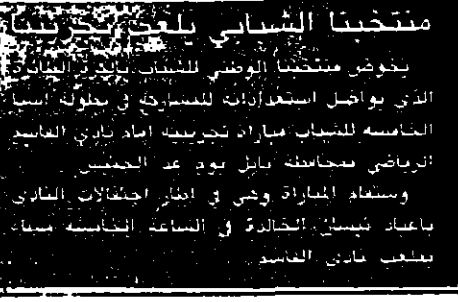 منتخبنا الشبابي يلعب تجريبيا
يخوض منتخبنا الوطني للشباب بالكرة
الذي يواصل استعداداته للمشاركة في بطولة اسيا
الخامسة للشباب مباراة تجريبية امام نادي القاسم
الرياضي بمحافظة بابل يوم غد الخميس
وستقام المباراة وهي في اطار احتفالات النادي
باعياد نيسان الخالدة في الساعة الخامسة مساء
بملعب نادي القاسم